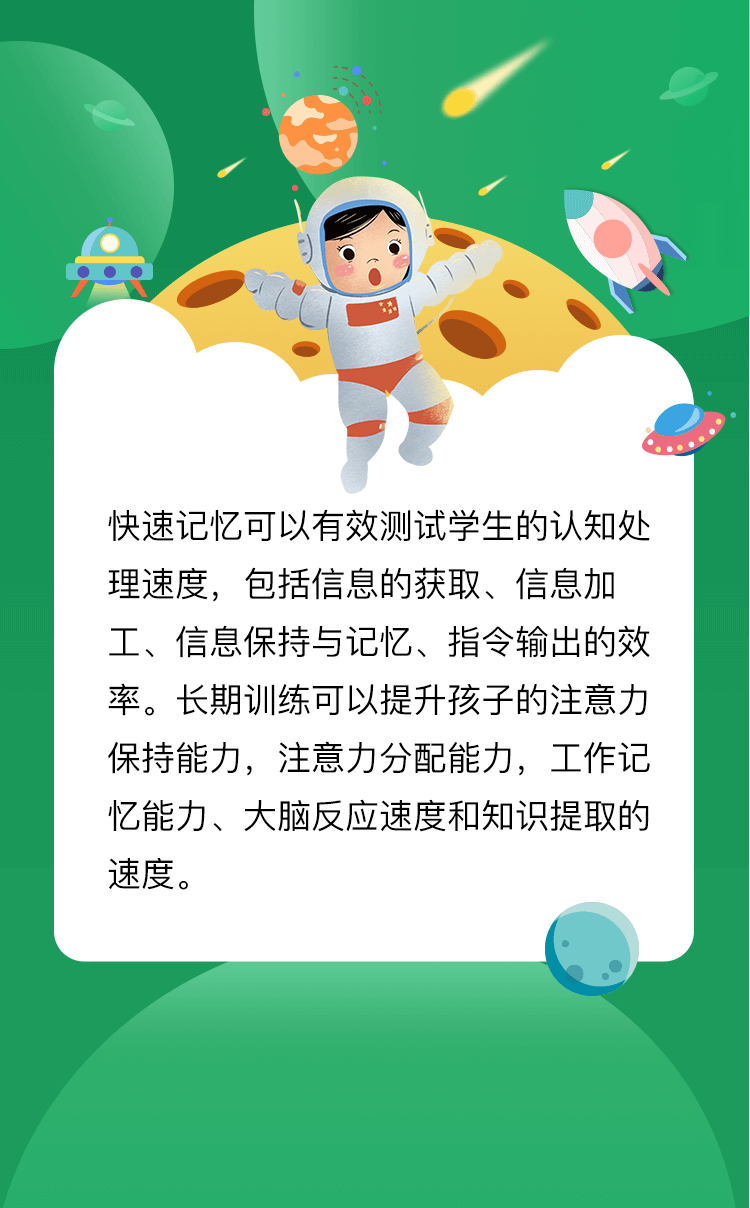 快速记忆可以有效测试学生的认知处
理速度，包括信息的获取、信息加
工、信息保持与记忆、指令输出的效
率。长期训练可以提升孩子的注意力
保持能力，注意力分配能力，工作记
忆能力、大脑反应速度和知识提取的
速度。